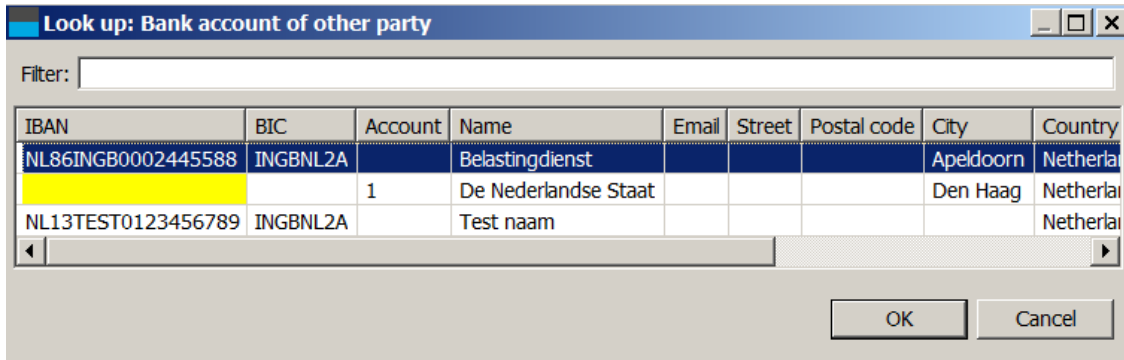 Look up: Bank account of other party
Filter:
IBAN BIC Account Name Email Street Postal code City Country
NL86INGB0002445588 INGBNL2A Belastingdienst Apeldoorn Netherla
1 De Nederlandse Staat Den Haag Netherla
NL13TEST0123456789 INGBNL2A Test naam Netherla
OK Cancel